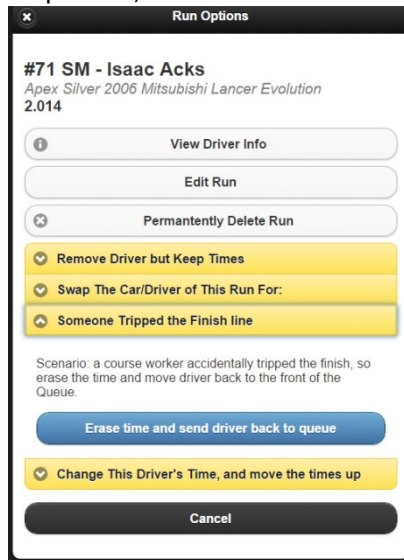 Run Options
#71 SM - Isaac Acks
Apex Silver 2006 Mitsubishi Lancer Evolution
2.014
View Driver Info
Edit Run
Permantently Delete Run
Remove Driver but Keep Times
Swap The Car/Driver of This Run For:
Someone Tripped the Finish line
Scenario: a course worker accidentally tripped the finish, so
erase the time and move driver back to the front of the
Queue.
Erase time and send driver back to queue
Change This Driver's Time, and move the times up
Cancel